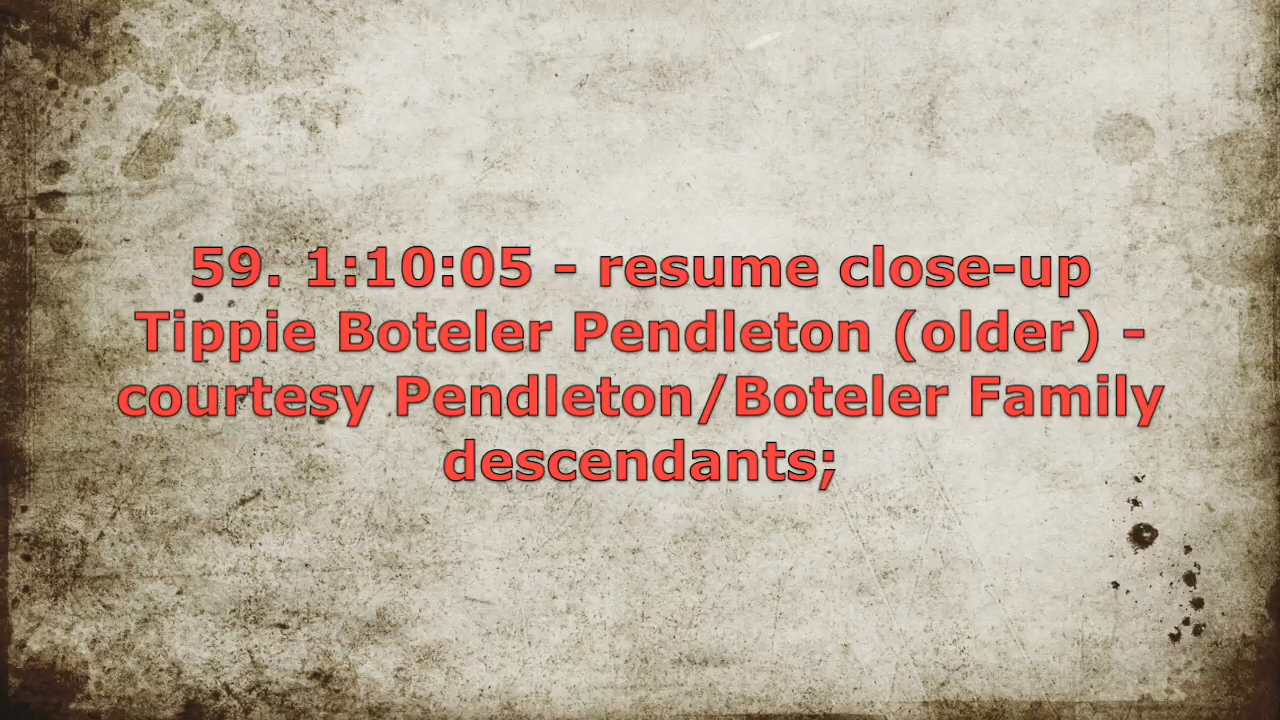 59. 1:10:05 - resume close-up
Tippie Boteler Pendleton (older) -
courtesy Pendleton/Boteler Family
descendants;